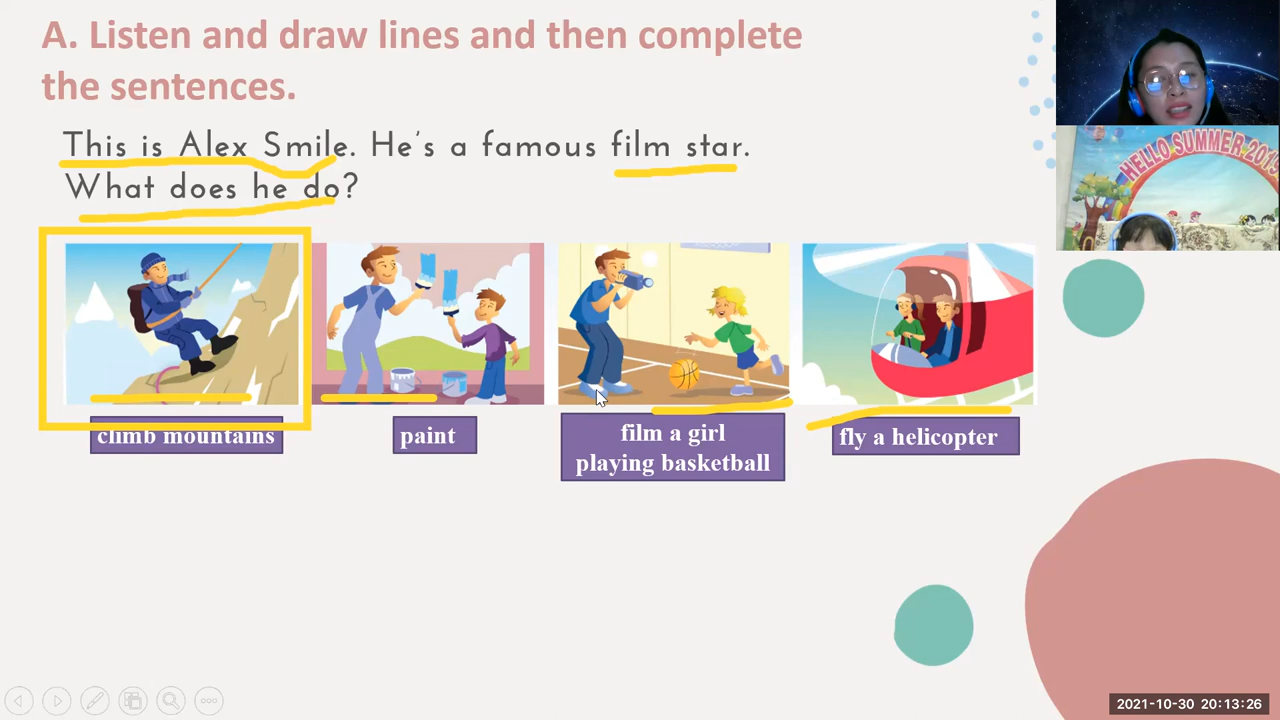 A. Listen and draw lines and then complete
the sentences.
This is Alex Smile. He's a famous film star.
What does he do?
climb mountains
paint
film a girl
playing basketball
fly a helicopter
HELLO SUMMER 2019
2021-10-30 20:13:26